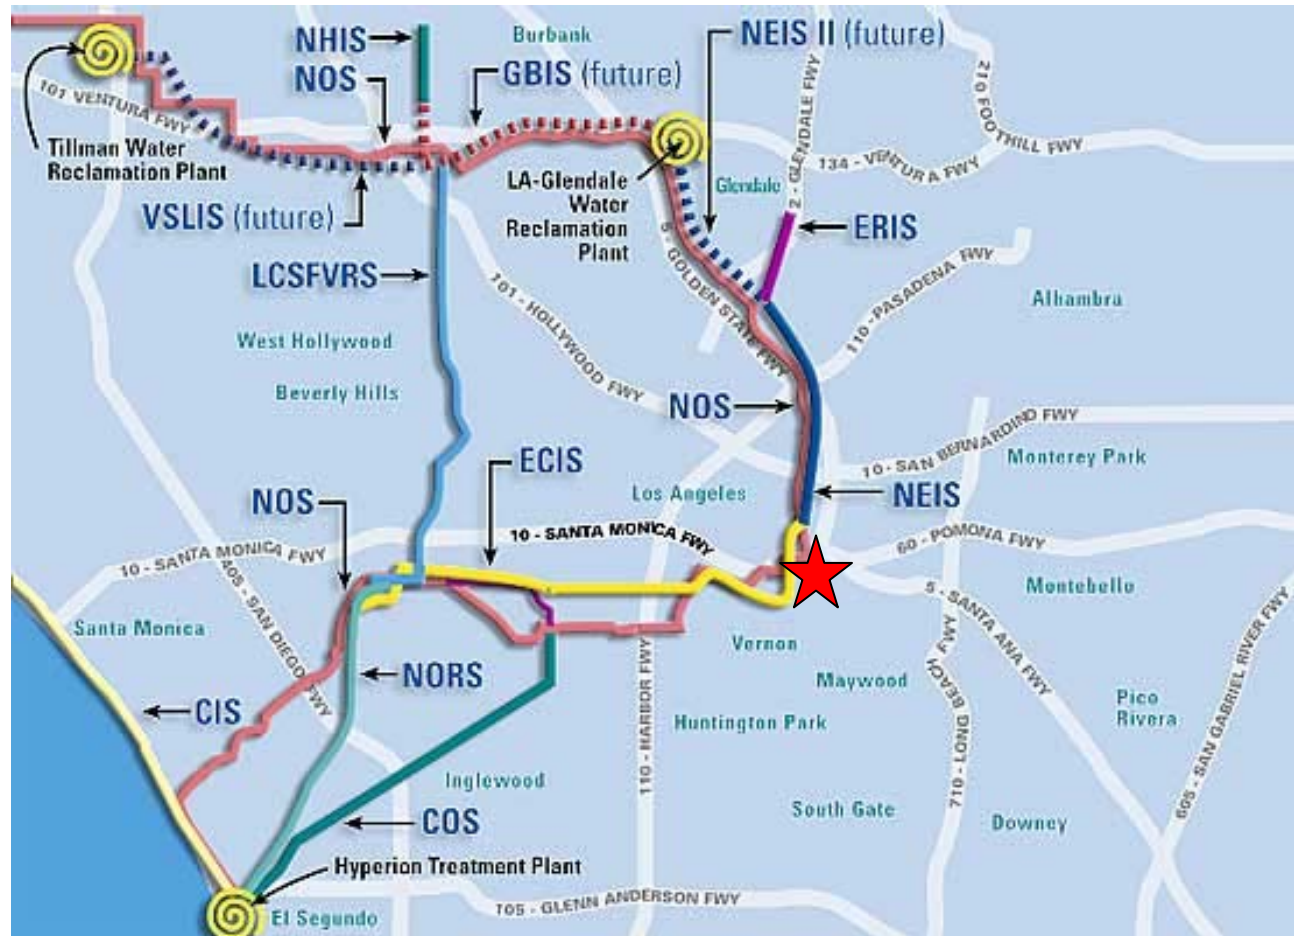 NHIS
NOS
Burbank
GBIS (future)
NEIS II (future)
2 - GLENDALE FWY
210 FOOTHILL FWY
101 VENTURA FWY
Tillman Water
Reclamation Plant
134 - VENTURA FWY
LA-Glendale
Water
Reclamation
Plant
Glendale
VSLIS (future)
ERIS
LCSFVRS
5 - GOLDEN STATE FWY
101 - HOLLYWOOD FWY
110 - PASADENA FWY
Alhambra
West Hollywood
Beverly Hills
NOS
10 - SAN BERNARDINO FWY
Monterey Park
ECIS
NOS
Los Angeles
NEIS
10 - SANTA MONICA FWY
10 - SANTA MONICA FWY
60 - POMONA FWY
405 - SAN DIEGO FWY
5 - SANTA ANA FWY
Montebello
Santa Monica
Vernon
NORS
Maywood
CIS
110 - HARBOR FWY
710 - LONG BEACH FWY
605 - SAN GABRIEL RIVER FWY
Pico
Rivera
Huntington Park
Inglewood
COS
South Gate
Downey
Hyperion Treatment Plant
105 - GLENN ANDERSON FWY
El Segundo